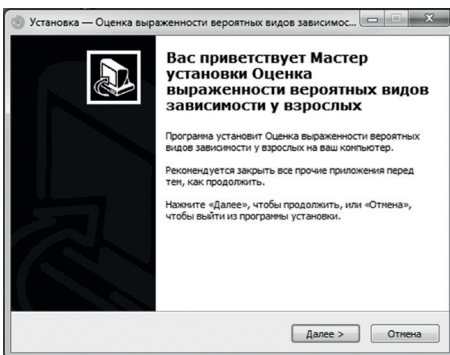 Установка — Оценка выраженности вероятных видов зависимос...
Вас приветствует Мастер
установки Оценка
выраженности вероятных видов
зависимости у взрослых
Программа установит Оценка выраженности вероятных
видов зависимости у взрослых на ваш компьютер.
Рекомендуется закрыть все прочие приложения перед
тем, как продолжить.
Нажмите «Далее», чтобы продолжить, или «Отмена»,
чтобы выйти из программы установки.
Далее >
Отмена